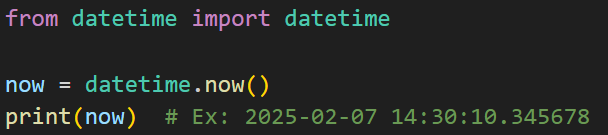 from datetime import datetime
now = datetime.now()
print(now)  # Ex: 2025-02-07 14:30:10.345678